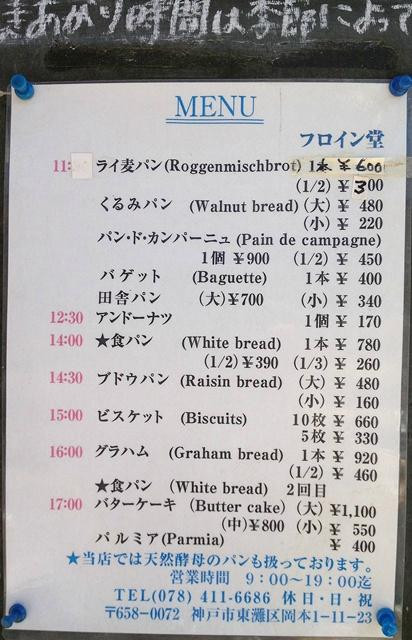 まあがり時間は季節によって
MENU
フロイン堂
11: ライ麦パン(Roggenmischbrot) 1本 ¥600
(1/2) ¥300
くるみパン (Walnut bread) (大) ¥ 480
(小) ¥ 220
パン・ド・カンパーニュ(Pain de campagne)
1個 ¥900 (1/2) ¥ 450
バゲット (Baguette) 1本 ¥ 400
田舎パン (大)¥700 (小) ¥ 340
12:30 アンドーナツ 1個 ¥ 170
14:00 ★食パン (White bread) 1本 ¥ 780
(1/2)¥390 (1/3) ¥ 260
14:30 ブドウパン (Raisin bread) (大) ¥ 480
(小) ¥ 160
15:00 ビスケット (Biscuits) 10枚 ¥ 660
5枚 ¥ 330
16:00 グラハム (Graham bread) 1本 ¥ 920
(1/2) ¥ 460
★食パン (White bread) 2回目
17:00 バターケーキ (Butter cake) (大) ¥1,100
(中)¥800 (小) ¥ 550
パルミア(Parmia) ¥ 400
★当店では天然酵母のパンも扱っております。
営業時間 9:00～19:00迄
TEL(078) 411-6686 休日・日・祝
〒658-0072 神戸市東灘区岡本1-11-23